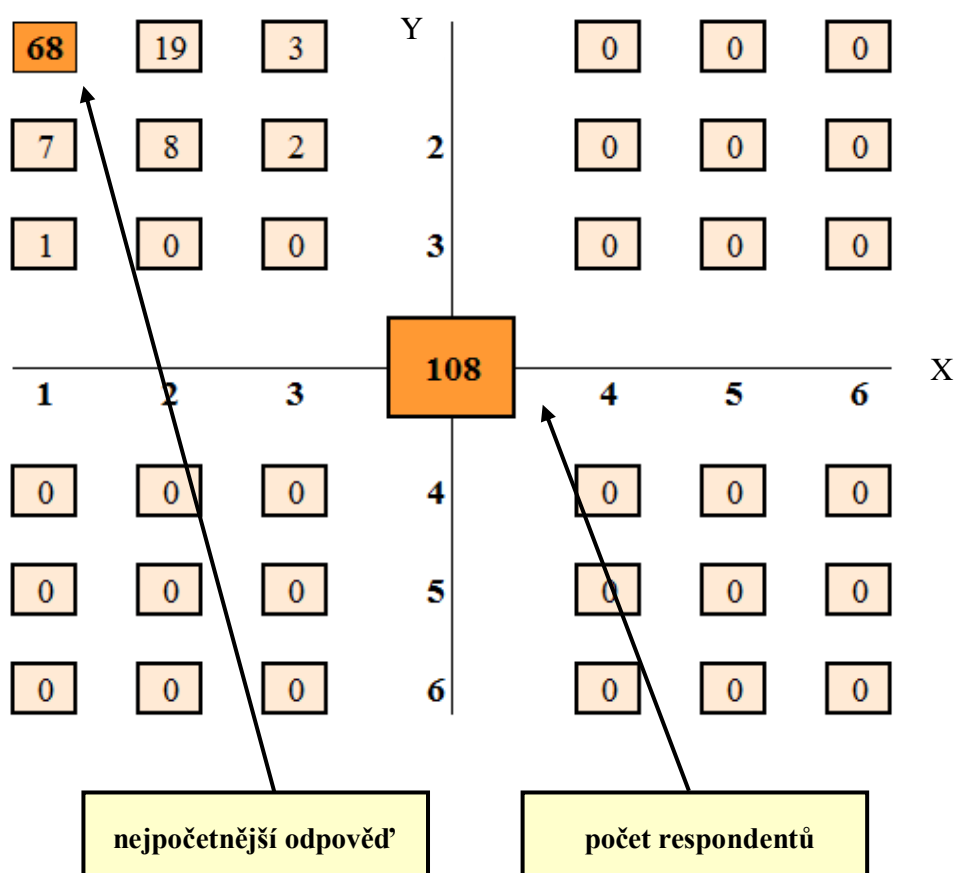 68 19 3 Y 0 0 0
7 8 2 2 0 0 0
1 0 0 3 0 0 0
108 X
1 2 3 4 5 6
0 0 0 4 0 0 0
0 0 0 5 0 0 0
0 0 0 6 0 0 0
nejpočetnější odpověď počet respondentů